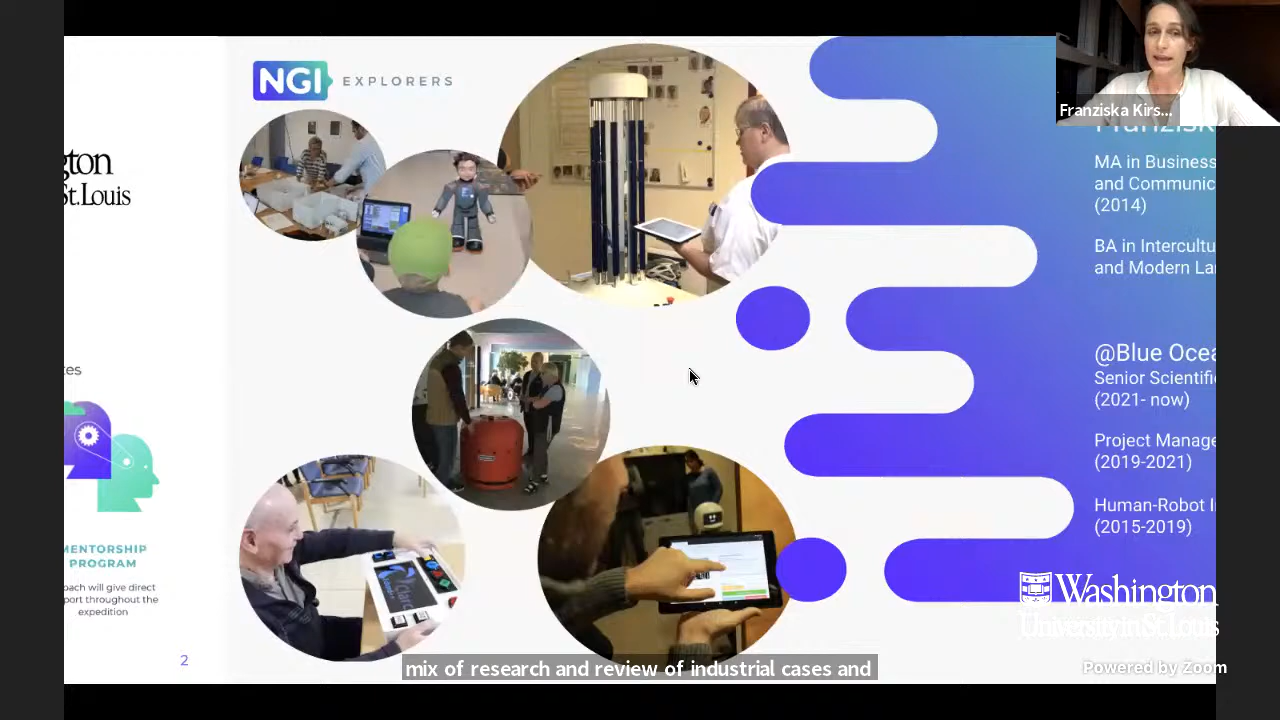 NGI EXPLORERS
Franziska Kirs...
MA in Business
and Communic
(2014)
BA in Intercultu
and Modern La
@Blue Ocea
Senior Scientifi
(2021- now)
Project Manage
(2019-2021)
Human-Robot I
(2015-2019)
gton
St.Louis
tes
MENTORSHIP
PROGRAM
oach will give direct
port throughout the
expedition
2
Washington
University in St. Louis
Powered by Zoom
mix of research and review of industrial cases and